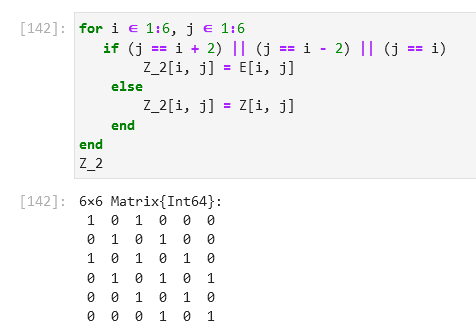 [142]: for i ∈ 1:6, j ∈ 1:6
if (j == i + 2) || (j == i - 2) || (j == i)
Z_2[i, j] = E[i, j]
else
Z_2[i, j] = Z[i, j]
end
end
Z_2
[142]: 6×6 Matrix{Int64}:
1 0 1 0 0 0
0 1 0 1 0 0
1 0 1 0 1 0
0 1 0 1 0 1
0 0 1 0 1 0
0 0 0 1 0 1